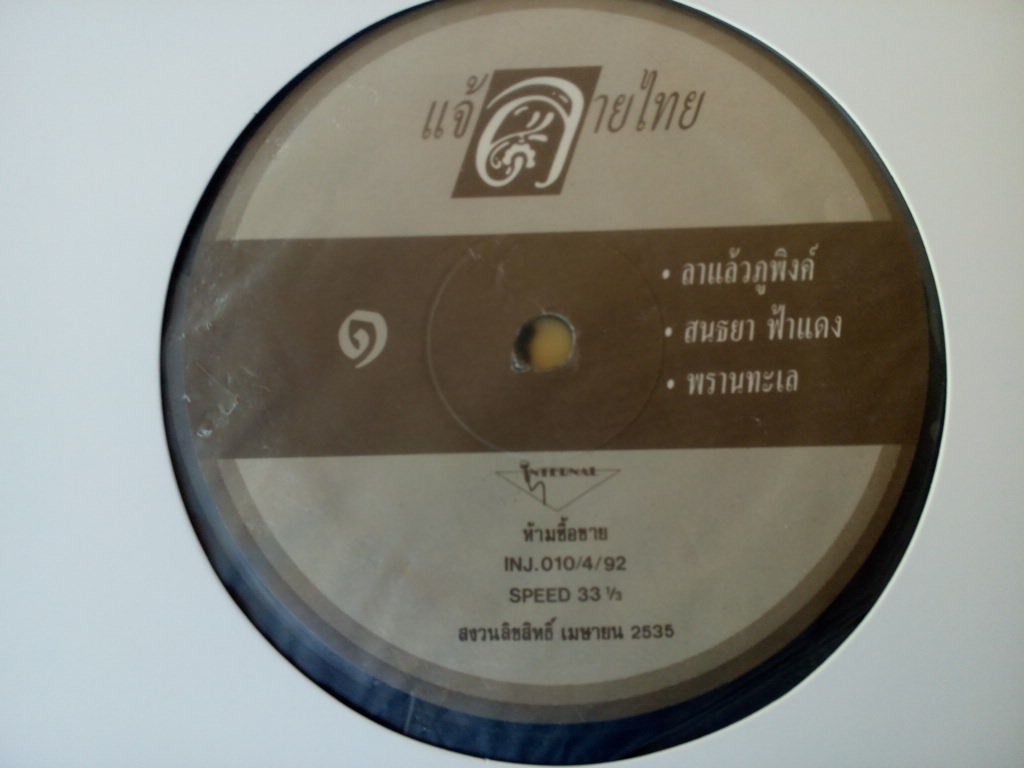 แจ้ ลายไทย
๑
• ลาแล้วภูพิงค์
• สนธยา ฟ้าแดง
• พรานทะเล
INTERNAL
ห้ามซื้อขาย
INJ.010/4/92
SPEED 33 ⅓
สงวนลิขสิทธิ์ เมษายน 2535